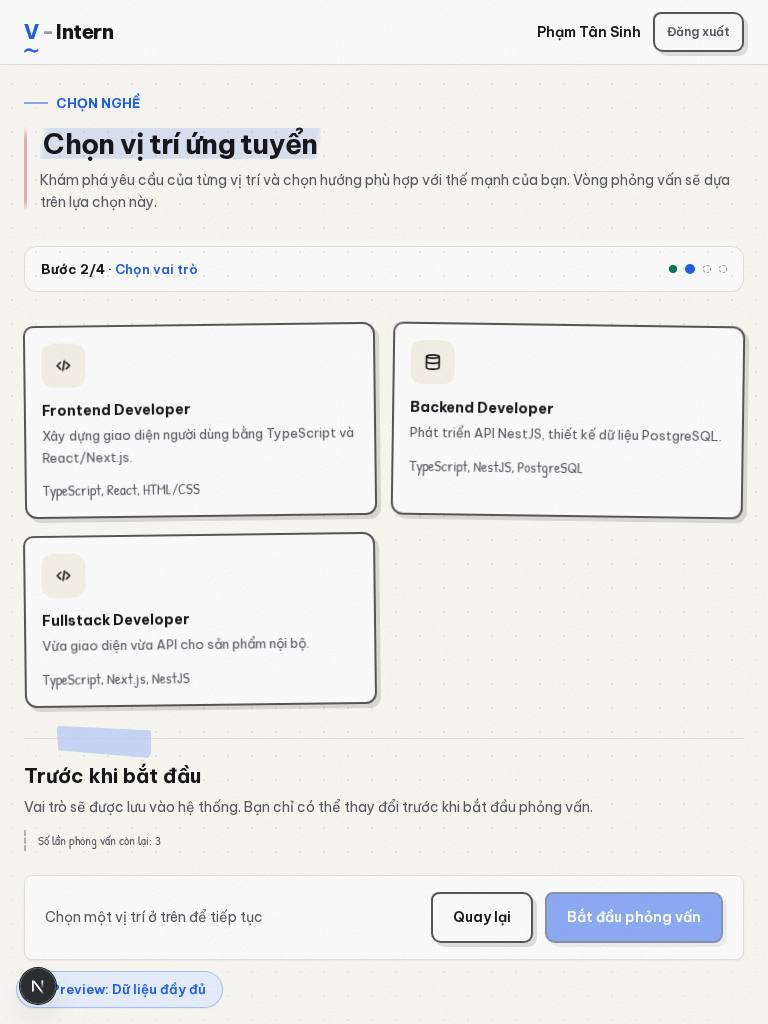 V - Intern
Phạm Tân Sinh
Đăng xuất
CHỌN NGHỀ
Chọn vị trí ứng tuyển
Khám phá yêu cầu của từng vị trí và chọn hướng phù hợp với thế mạnh của bạn. Vòng phỏng vấn sẽ dựa
trên lựa chọn này.
Bước 2/4 · Chọn vai trò
Frontend Developer
Xây dựng giao diện người dùng bằng TypeScript và
React/Next.js.
TypeScript, React, HTML/CSS
Backend Developer
Phát triển API NestJS, thiết kế dữ liệu PostgreSQL.
TypeScript, NestJS, PostgreSQL
Fullstack Developer
Vừa giao diện vừa API cho sản phẩm nội bộ.
TypeScript, Next.js, NestJS
Trước khi bắt đầu
Vai trò sẽ được lưu vào hệ thống. Bạn chỉ có thể thay đổi trước khi bắt đầu phỏng vấn.
Số lần phỏng vấn còn lại: 3
Chọn một vị trí ở trên để tiếp tục
Quay lại
Bắt đầu phỏng vấn
N
Preview: Dữ liệu đầy đủ